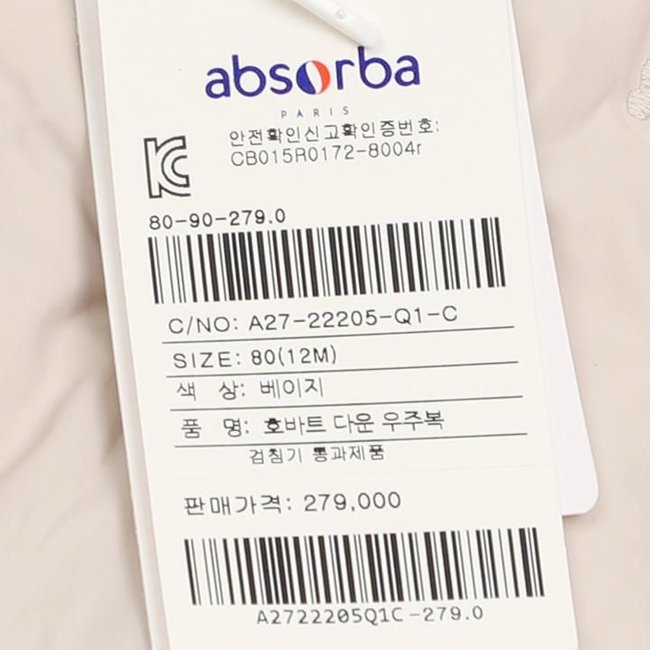 absorba
PARIS
안전확인신고확인증번호:
CB015R0172-8004r
80-90-279.0
C/NO: A27-22205-Q1-C
SIZE: 80(12M)
색 상: 베이지
품 명: 호바트 다운 우주복
검침기 통과제품
판매가격: 279,000
A2722205Q1C-279.0